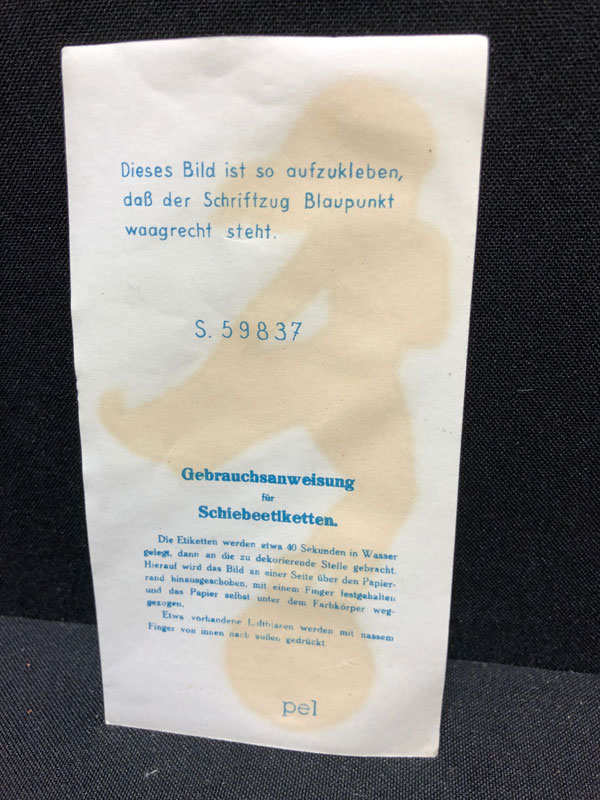 Dieses Bild ist so aufzukleben,
daß der Schriftzug Blaupunkt
waagrecht steht.
S. 59837
Gebrauchsanweisung
für
Schiebeetiketten.
Die Etiketten werden etwa 40 Sekunden in Wasser
gelegt, dann an die zu dekorierende Stelle gebracht.
Hierauf wird das Bild an einer Seite über den Papier-
rand hinausgeschoben, mit einem Finger festgehalten
und das Papier selbst unter dem Farbkörper weg-
gezogen.
Etwa vorhandene Luftblasen werden mit nassem
Finger von innen nach außen gedrückt.
pel